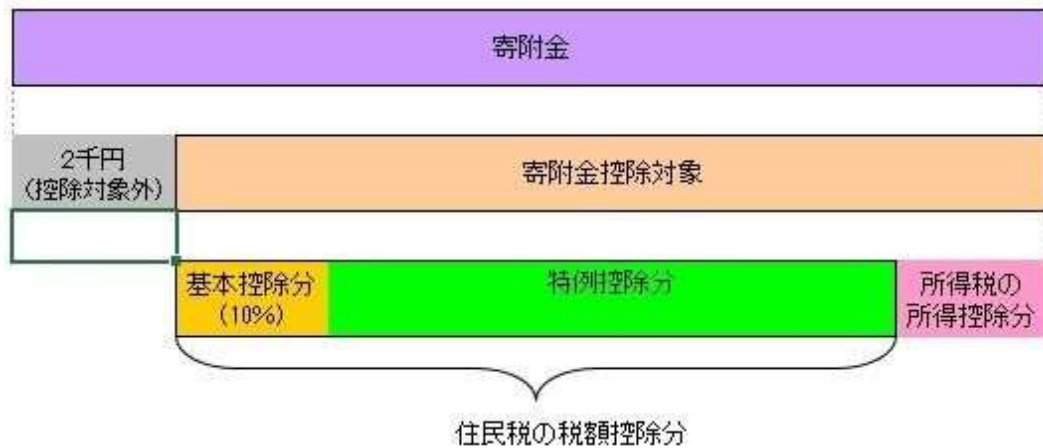 寄附金
2千円
(控除対象外)
寄附金控除対象
基本控除分
(10%)
特例控除分
所得税の
所得控除分
住民税の税額控除分